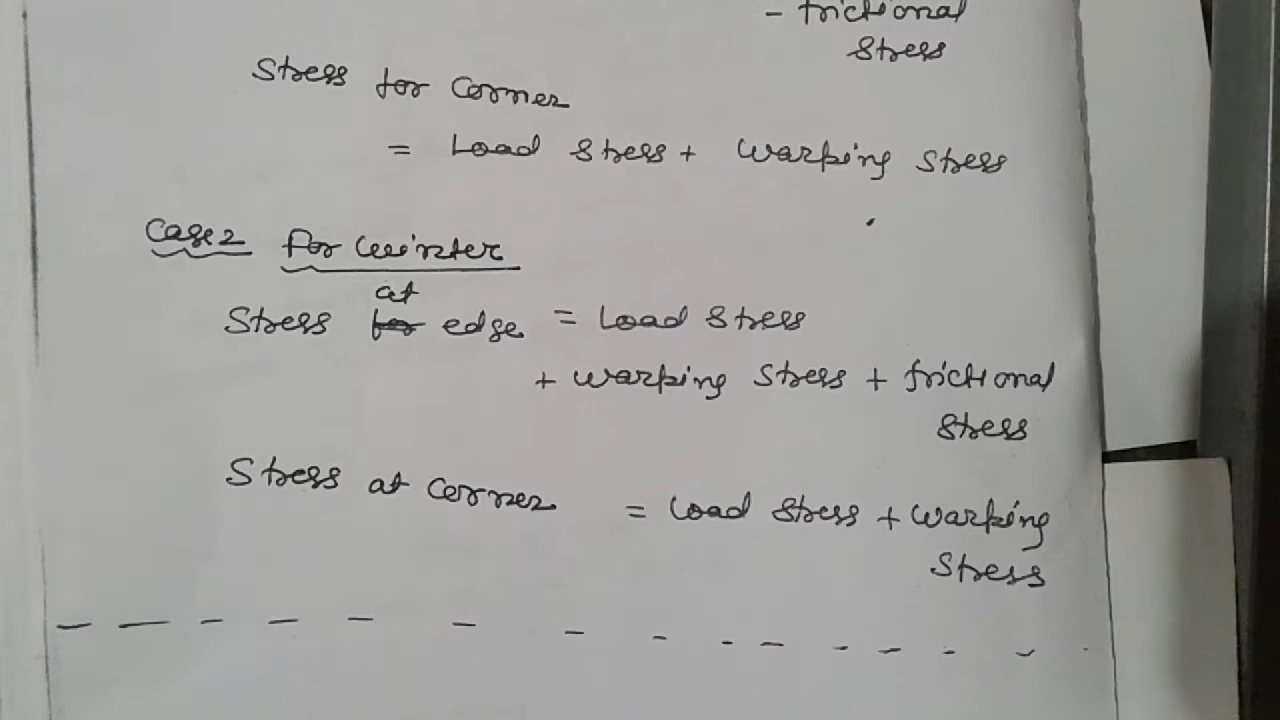 - frictional
stress
Stress for corner
= Load stress + warping stress
Case 2 for winter
at
Stress for edge = Load stress
+ warping stress + frictional
stress
Stress at corner = Load stress + warping
stress